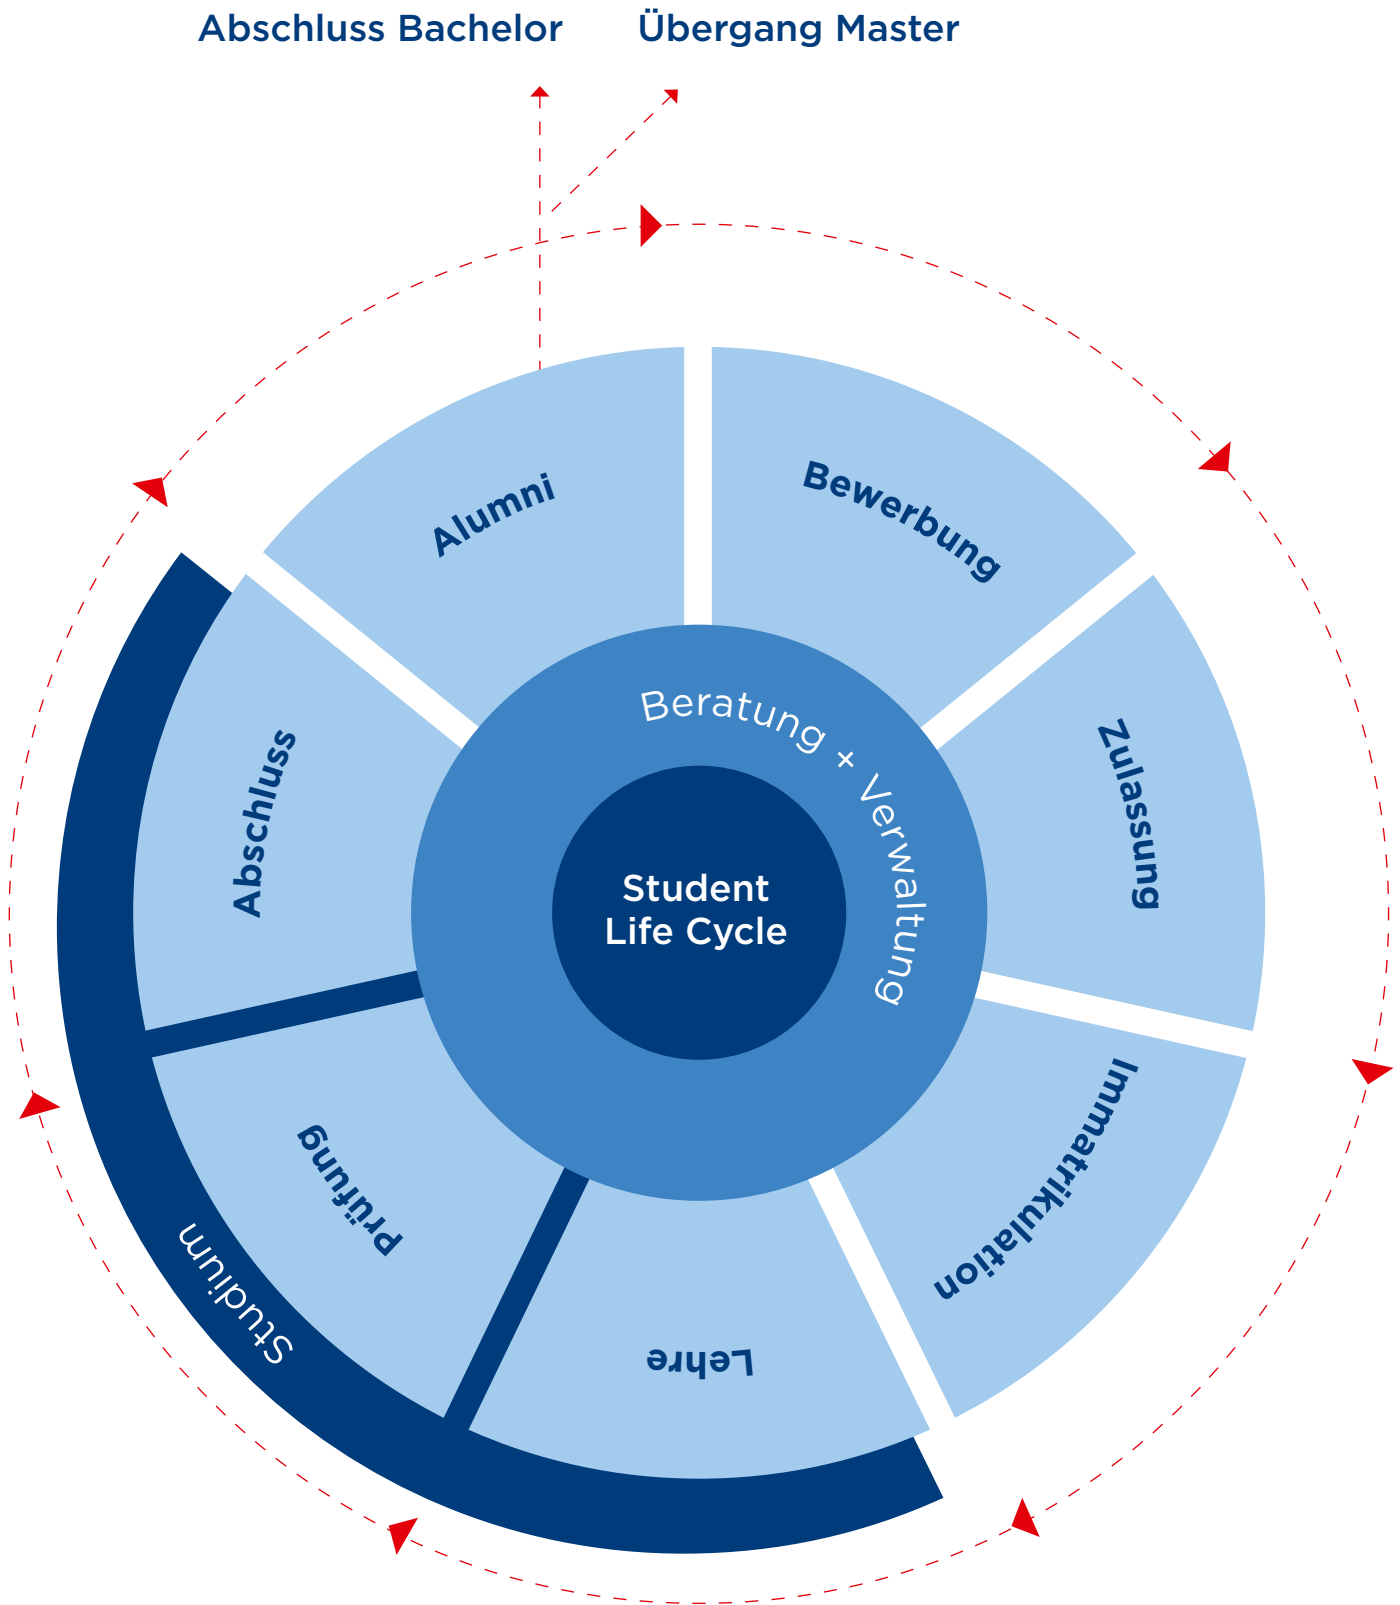 Abschluss Bachelor
Übergang Master
Bewerbung
Zulassung
Immatrikulation
Lehre
Prüfung
Abschluss
Alumni
Studium
Beratung + Verwaltung
Student
Life Cycle